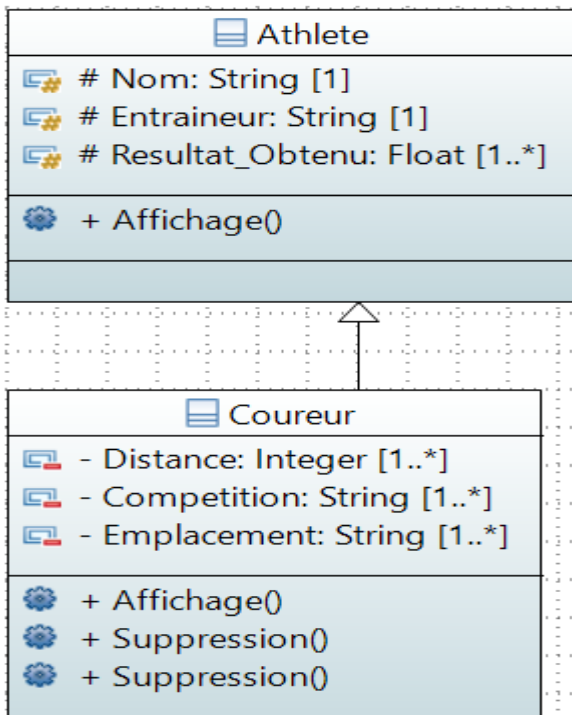 Athlete
# Nom: String [1]
# Entraineur: String [1]
# Resultat_Obtenu: Float [1..*]
+ Affichage()
Coureur
- Distance: Integer [1..*]
- Competition: String [1..*]
- Emplacement: String [1..*]
+ Affichage()
+ Suppression()
+ Suppression()